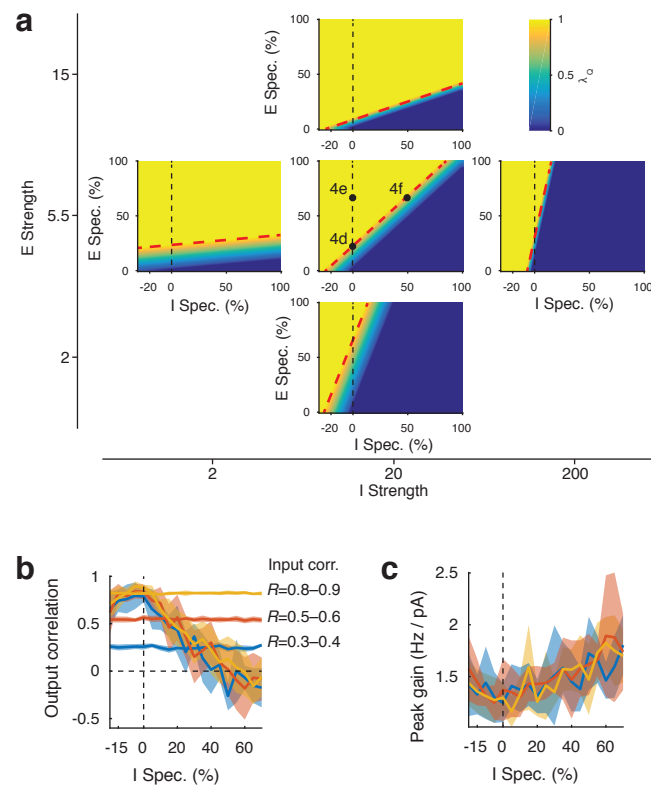 a
E Strength
15
5.5
2
E Spec. (%)
100
50
0
-20 0 50 100
1
0.5
0
λQ
E Spec. (%)
100
50
0
-20 0 50 100
I Spec. (%)
4e
4f
4d
100
50
0
-20 0 50 100
I Spec. (%)
100
50
0
-20 0 50 100
I Spec. (%)
E Spec. (%)
100
50
0
-20 0 50 100
I Spec. (%)
2 20 200
I Strength
b
Output correlation
1
0.5
0
-0.5
-15 0 20 40 60
I Spec. (%)
Input corr.
R=0.8–0.9
R=0.5–0.6
R=0.3–0.4
c
Peak gain (Hz / pA)
2.5
2
1.5
1
-15 0 20 40 60
I Spec. (%)